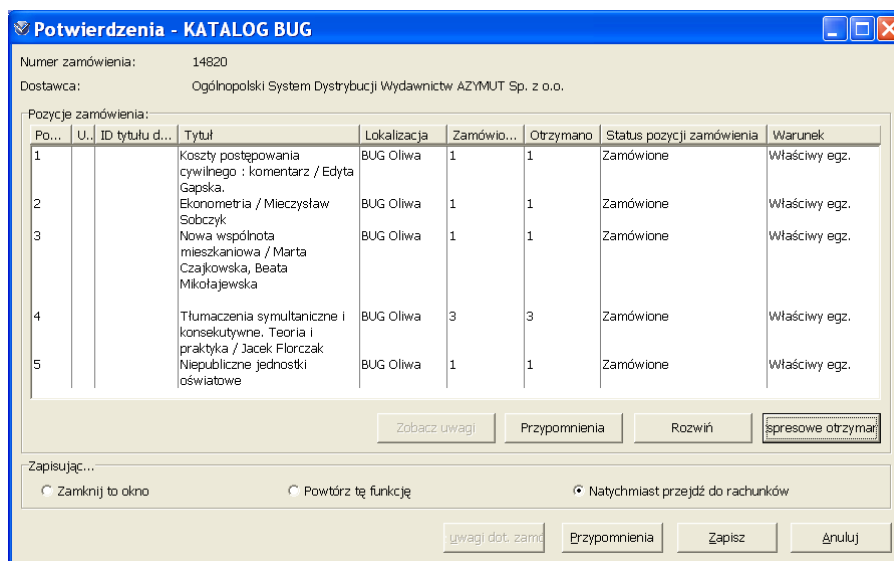 Potwierdzenia - KATALOG BUG
Numer zamówienia: 14820
Dostawca: Ogólnopolski System Dystrybucji Wydawnictw AZYMUT Sp. z o.o.
Pozycje zamówienia:
Po... U.. ID tytułu d... Tytuł Lokalizacja Zamówio... Otrzymano Status pozycji zamówienia Warunek
1 Koszty postępowania BUG Oliwa 1 1 Zamówione Właściwy egz.
cywilnego : komentarz / Edyta
Gapska.
2 Ekonometria / Mieczysław BUG Oliwa 1 1 Zamówione Właściwy egz.
Sobczyk
3 Nowa wspólnota BUG Oliwa 1 1 Zamówione Właściwy egz.
mieszkaniowa / Marta
Czajkowska, Beata
Mikołajewska
4 Tłumaczenia symultaniczne i BUG Oliwa 3 3 Zamówione Właściwy egz.
konsekutywne. Teoria i
praktyka / Jacek Florczak
5 Niepubliczne jednostki BUG Oliwa 1 1 Zamówione Właściwy egz.
oświatowe
Zobacz uwagi Przypomnienia Rozwiń spresowe otrzymar
Zapisując...
Zamknij to okno Powtórz tę funkcję Natychmiast przejdź do rachunków
uwagi dot. zamó Przypomnienia Zapisz Anuluj